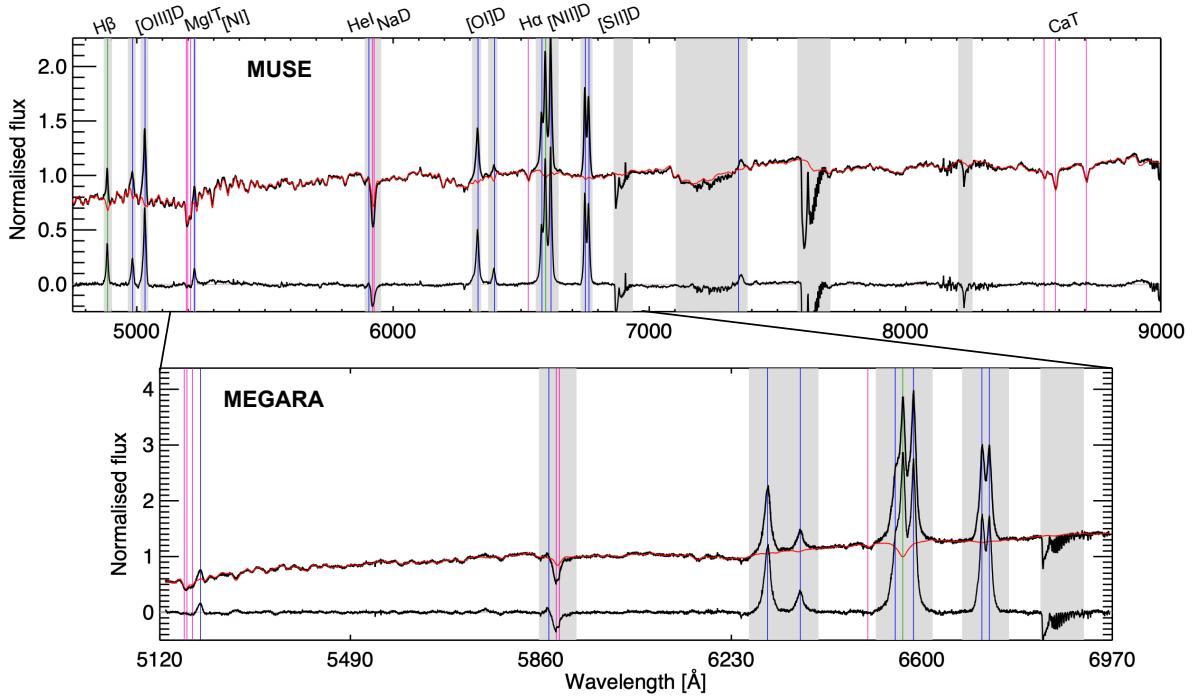 Hβ [OIII]D MgIT [NI] HeI NaD [OI]D Hα [NII]D [SII]D CaT
MUSE
Normalised flux
2.0
1.5
1.0
0.5
0.0
5000 6000 7000 8000 9000
MEGARA
Normalised flux
4
3
2
1
0
5120 5490 5860 6230 6600 6970
Wavelength [Å]